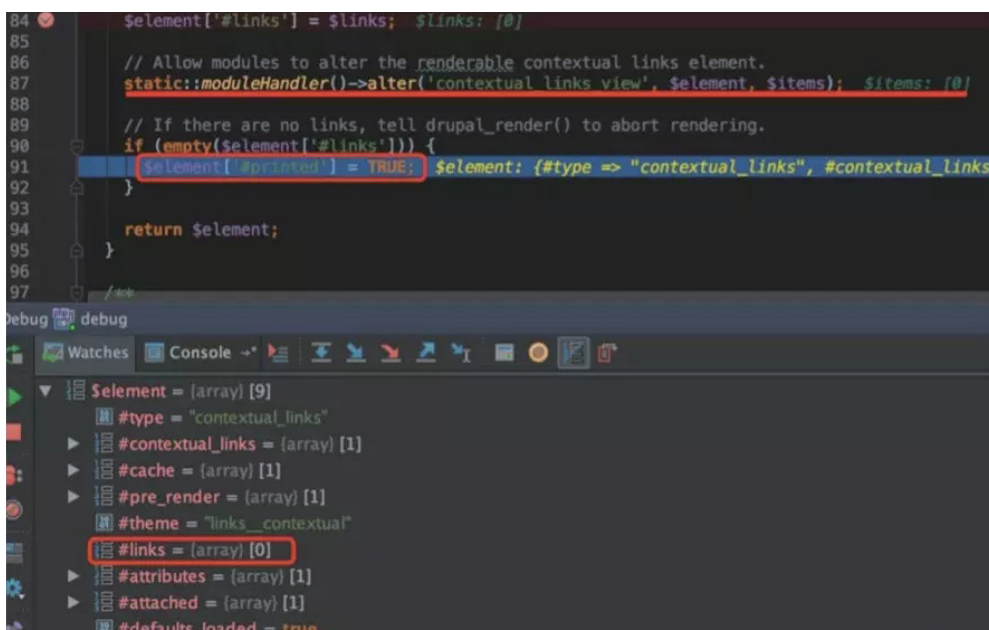 84 $element['#links'] = $links; $links: [0]
85
86 // Allow modules to alter the renderable contextual links element.
87 static::moduleHandler()->alter('contextual_links_view', $element, $items); $items: [0]
88
89 // If there are no links, tell drupal_render() to abort rendering.
90 if (empty($element['#links'])) {
91 $element['#printed'] = TRUE; $element: {#type => "contextual_links", #contextual_links
92 }
93
94 return $element;
95 }
96
97 /**
Debug debug
Watches Console
$element = {array} [9]
#type = "contextual_links"
#contextual_links = {array} [1]
#cache = {array} [1]
#pre_render = {array} [1]
#theme = "links__contextual"
#links = {array} [0]
#attributes = {array} [1]
#attached = {array} [1]
#defaults_loaded = true